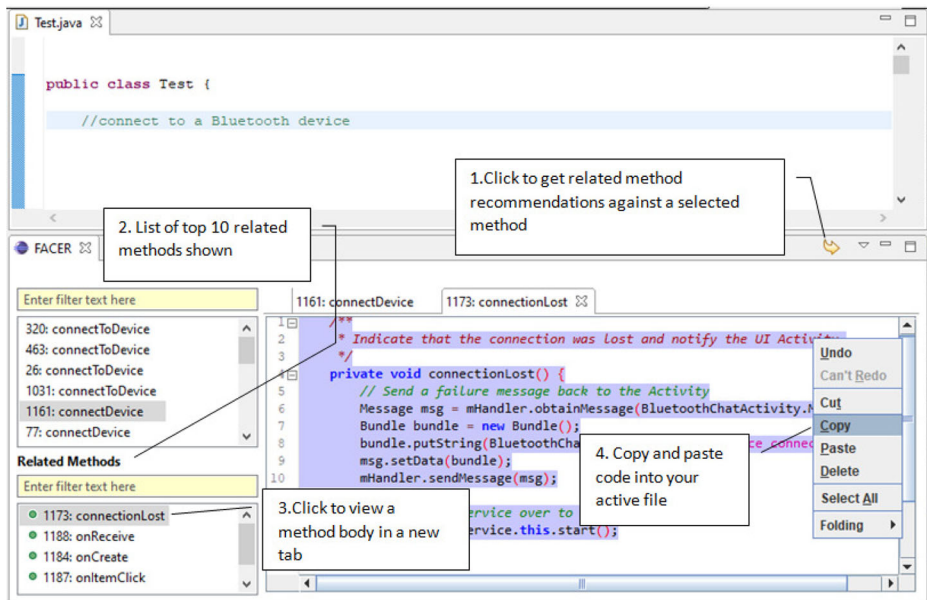 Test.java
public class Test {
//connect to a Bluetooth device
1.Click to get related method
recommendations against a selected
method
2. List of top 10 related
methods shown
FACER
Enter filter text here
320: connectToDevice
463: connectToDevice
26: connectToDevice
1031: connectToDevice
1161: connectDevice
77: connectDevice
Related Methods
Enter filter text here
1173: connectionLost
1188: onReceive
1184: onCreate
1187: onItemClick
1161: connectDevice
1173: connectionLost
1 /**
2 * Indicate that the connection was lost and notify the UI Activity.
3 */
4 private void connectionLost() {
5 // Send a failure message back to the Activity
6 Message msg = mHandler.obtainMessage(BluetoothChatActivity.M
7 Bundle bundle = new Bundle();
8 bundle.putString(BluetoothCha ce_connec
9 msg.setData(bundle);
10 mHandler.sendMessage(msg);
ervice over to
ervice.this.start();
3.Click to view a
method body in a new
tab
4. Copy and paste
code into your
active file
Undo
Can't Redo
Cut
Copy
Paste
Delete
Select All
Folding